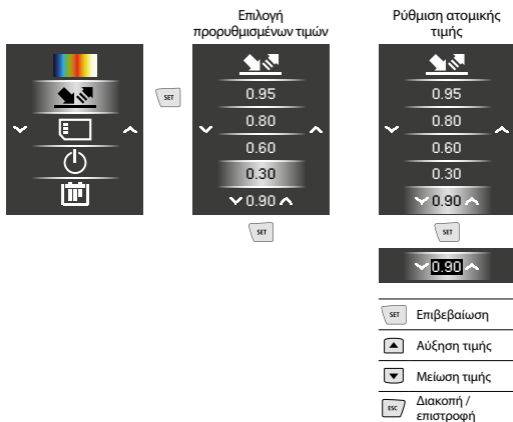 Επιλογή
προρυθμισμένων τιμών
SET
0.95
0.80
0.60
0.30
0.90
SET
Ρύθμιση ατομικής
τιμής
0.95
0.80
0.60
0.30
0.90
SET
0.90
SET Επιβεβαίωση
Αύξηση τιμής
Μείωση τιμής
ESC Διακοπή /
επιστροφή